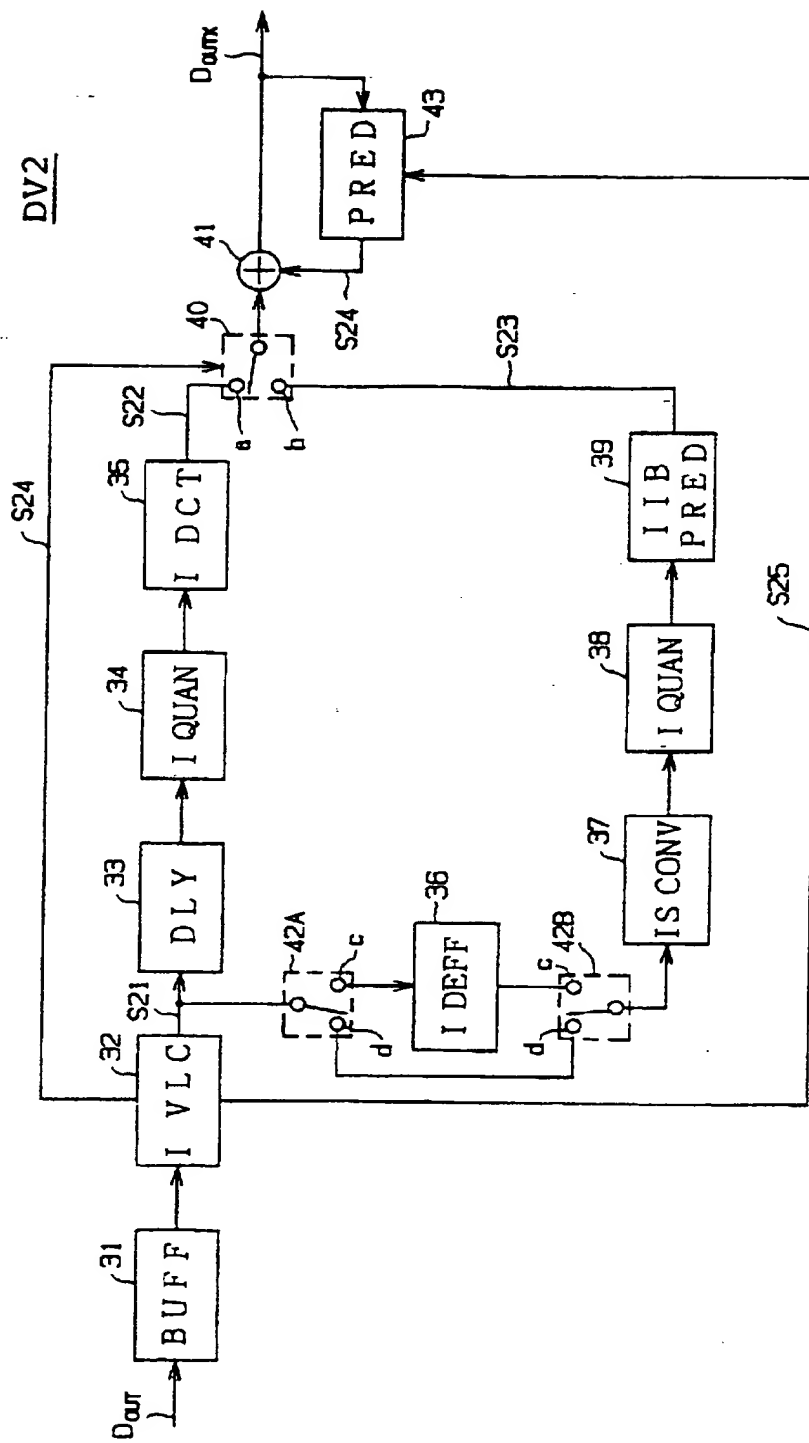 DV2
D_OUT
31
BUFF
32
I VLC
S21
33
DLY
34
I QUAN
35
I DCT
S22
S24
40
a
b
41
D_OUTX
S24
PRED
43
42A
c
d
36
I DEFF
c
42B
d
37
IS CONV
38
I QUAN
39
IIB
PRED
S23
S25